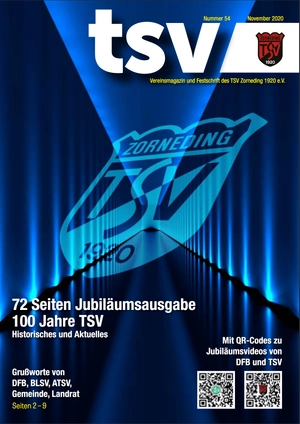 Nummer 54
November 2020
tsv
TSV
1920
Vereinsmagazin und Festschrift des TSV Zorneding 1920 e.V.
ZORNEDING
TSV
1920
72 Seiten Jubiläumsausgabe
100 Jahre TSV
Historisches und Aktuelles
Mit QR-Codes zu
Jubiläumsvideos von
DFB und TSV
Grußworte von
DFB, BLSV, ATSV,
Gemeinde, Landrat
Seiten 2 – 9